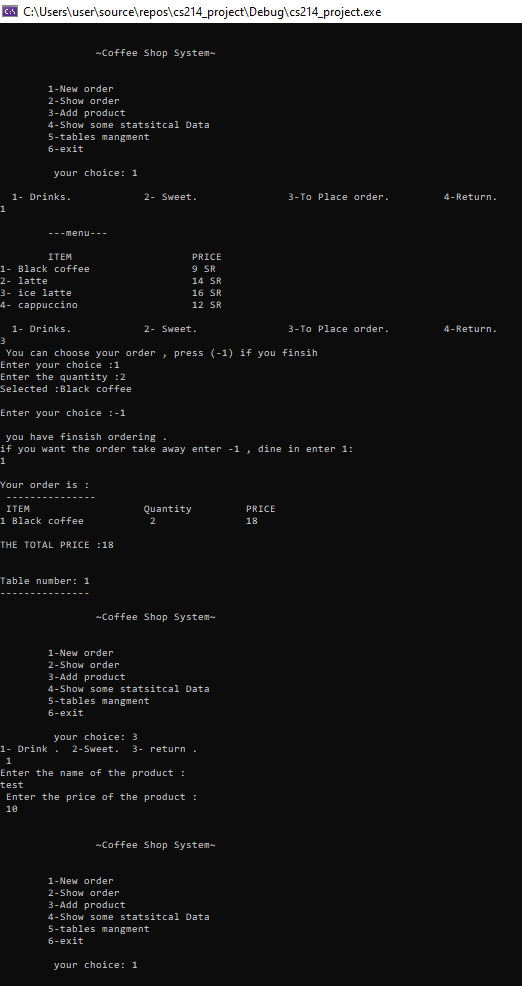 C:\Users\user\source\repos\cs214_project\Debug\cs214_project.exe
~Coffee Shop System~
1-New order
2-Show order
3-Add product
4-Show some statsitcal Data
5-tables mangment
6-exit
your choice: 1
1- Drinks. 2- Sweet. 3-To Place order. 4-Return.
1
---menu---
ITEM PRICE
1- Black coffee 9 SR
2- latte 14 SR
3- ice latte 16 SR
4- cappuccino 12 SR
1- Drinks. 2- Sweet. 3-To Place order. 4-Return.
3
You can choose your order , press (-1) if you finsih
Enter your choice :1
Enter the quantity :2
Selected :Black coffee
Enter your choice :-1
you have finsish ordering .
if you want the order take away enter -1 , dine in enter 1:
1
Your order is :
---------------
ITEM Quantity PRICE
1 Black coffee 2 18
THE TOTAL PRICE :18
Table number: 1
---------------
~Coffee Shop System~
1-New order
2-Show order
3-Add product
4-Show some statsitcal Data
5-tables mangment
6-exit
your choice: 3
1- Drink . 2-Sweet. 3- return .
1
Enter the name of the product :
test
Enter the price of the product :
10
~Coffee Shop System~
1-New order
2-Show order
3-Add product
4-Show some statsitcal Data
5-tables mangment
6-exit
your choice: 1